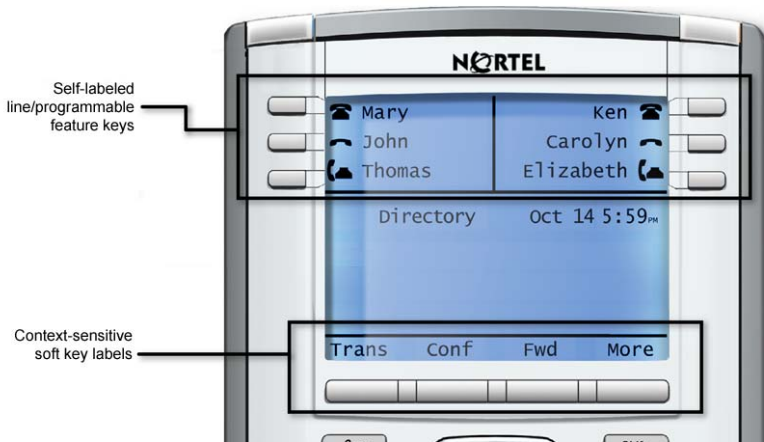 NORTEL
Self-labeled
line/programmable
feature keys
Mary Ken
John Carolyn
Thomas Elizabeth
Directory Oct 14 5:59PM
Context-sensitive
soft key labels
Trans Conf Fwd More